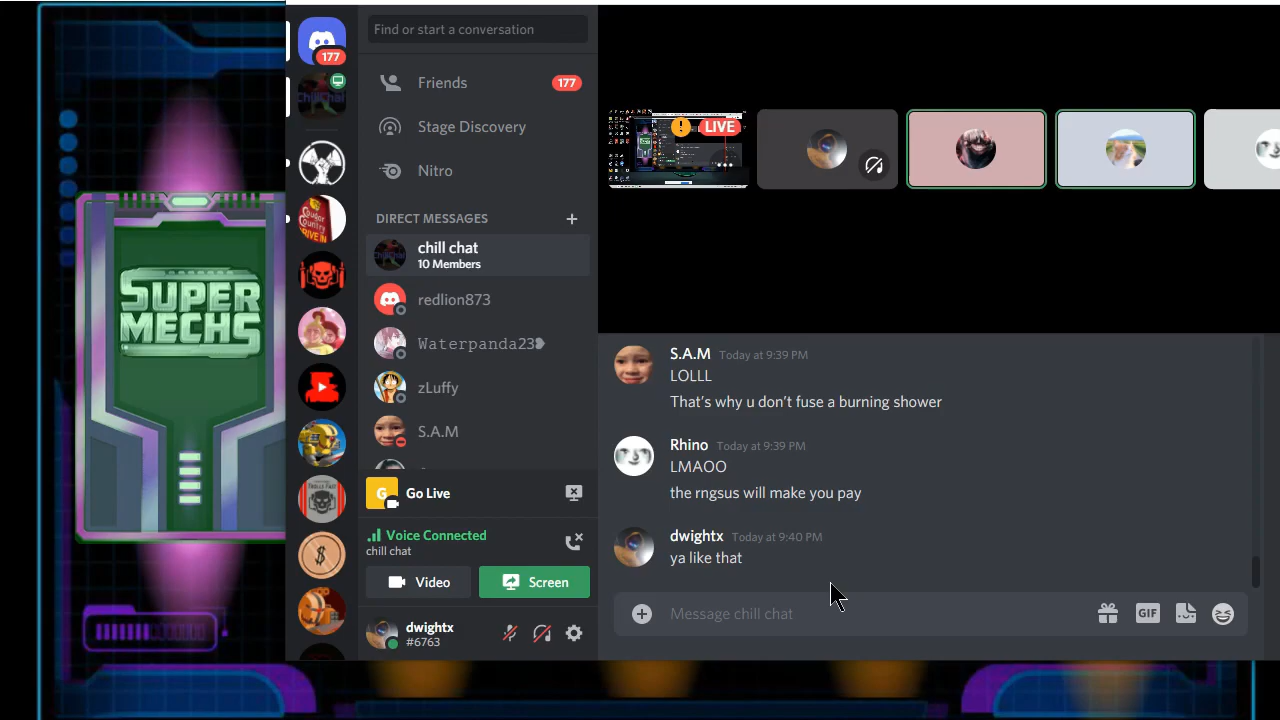 SUPER
MECHS
177
Find or start a conversation
Friends
177
Stage Discovery
Nitro
DIRECT MESSAGES
chill chat
10 Members
redlion873
Waterpanda23
zLuffy
S.A.M
G
Go Live
Voice Connected
chill chat
Video
Screen
dwightx
#6763
LIVE
S.A.M Today at 9:39 PM
LOLLL
That's why u don't fuse a burning shower
Rhino Today at 9:39 PM
LMAOO
the rngsus will make you pay
dwightx Today at 9:40 PM
ya like that
Message chill chat
GIF